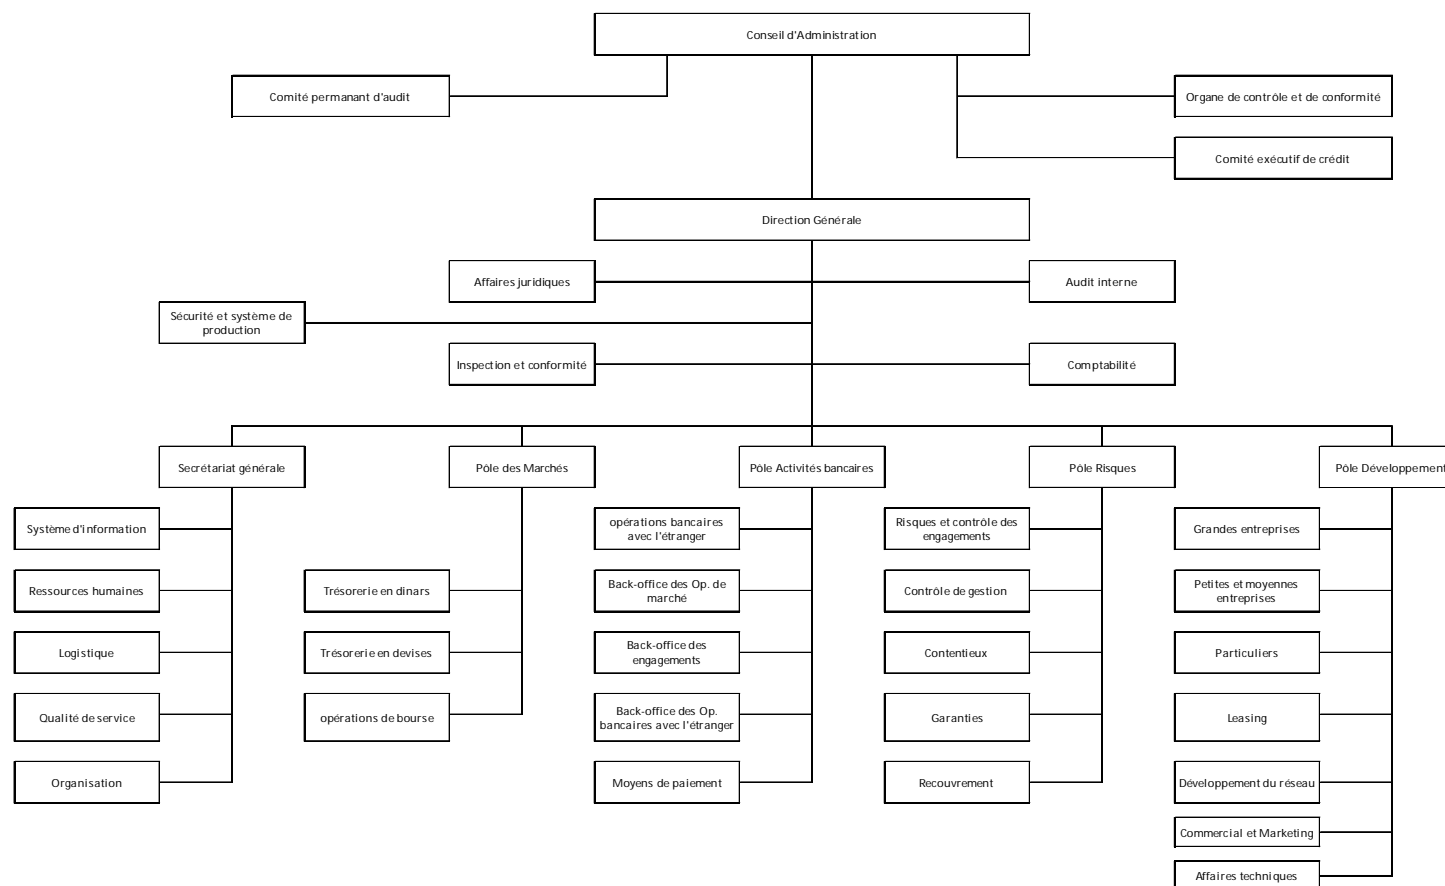 Conseil d'Administration
Comité permanant d'audit
Organe de contrôle et de conformité
Comité exécutif de crédit
Direction Générale
Affaires juridiques
Audit interne
Sécurité et système de
production
Inspection et conformité
Comptabilité
Secrétariat générale
Pôle des Marchés
Pôle Activités bancaires
Pôle Risques
Pôle Développement
Système d'information
Ressources humaines
Logistique
Qualité de service
Organisation
Trésorerie en dinars
Trésorerie en devises
opérations de bourse
opérations bancaires
avec l'étranger
Back-office des Op. de
marché
Back-office des
engagements
Back-office des Op.
bancaires avec l'étranger
Moyens de paiement
Risques et contrôle des
engagements
Contrôle de gestion
Contentieux
Garanties
Recouvrement
Grandes entreprises
Petites et moyennes
entreprises
Particuliers
Leasing
Développement du réseau
Commercial et Marketing
Affaires techniques